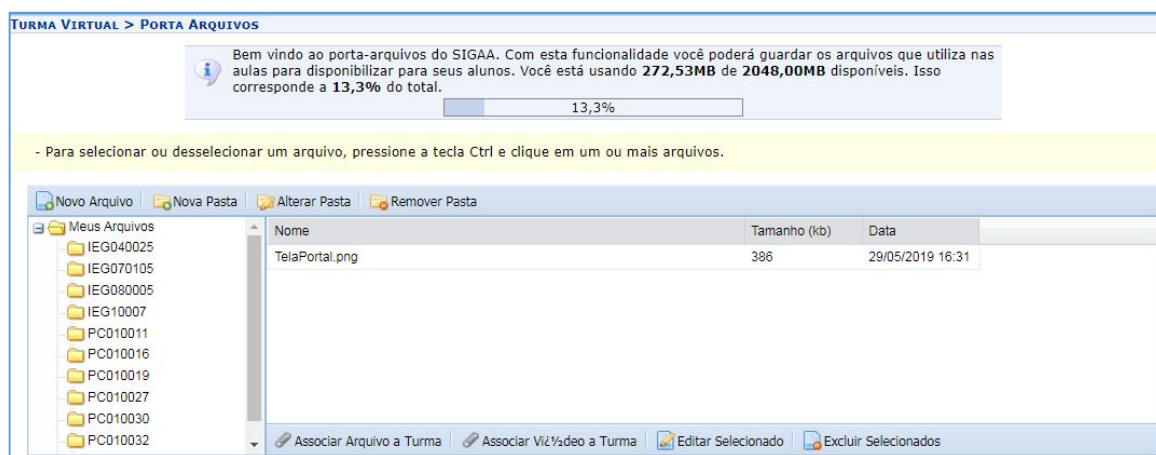 TURMA VIRTUAL > PORTA ARQUIVOS
Bem vindo ao porta-arquivos do SIGAA. Com esta funcionalidade você poderá guardar os arquivos que utiliza nas
aulas para disponibilizar para seus alunos. Você está usando 272,53MB de 2048,00MB disponíveis. Isso
corresponde a 13,3% do total.
13,3%
- Para selecionar ou desselecionar um arquivo, pressione a tecla Ctrl e clique em um ou mais arquivos.
Novo Arquivo Nova Pasta Alterar Pasta Remover Pasta
Meus Arquivos
IEG040025
IEG070105
IEG080005
IEG10007
PC010011
PC010016
PC010019
PC010027
PC010030
PC010032
Nome Tamanho (kb) Data
TelaPortal.png 386 29/05/2019 16:31
Associar Arquivo a Turma Associar Vï¿½deo a Turma Editar Selecionado Excluir Selecionados